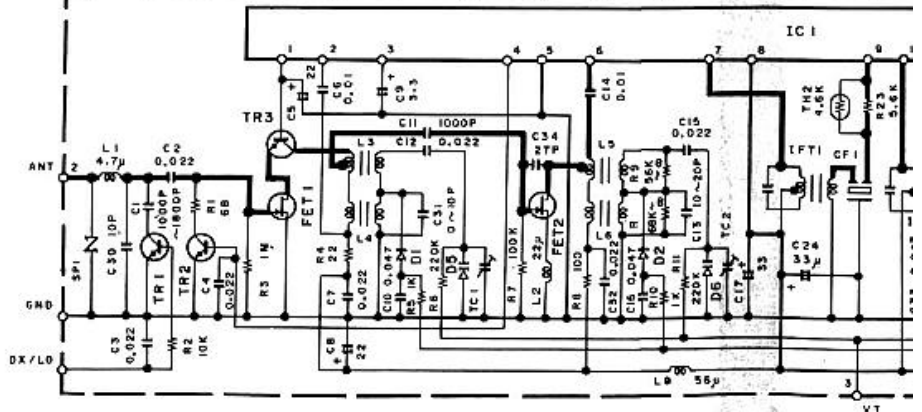 IC1
1 2 3 4 5 6 7 8 9
22
C5
C6
0.01
C9
3.3
C14
0.01
TH2
4.6K
R23
5.6K
TR3
C11 1000P
C12 0.022
C34
27P
C15
0.022
L1
4.7μ
C2
0.022
ANT 2
L3
L5
R9
56K
10~20P
IFT1
CF1
C1
1000P
~1800P
R1
68
FET1
C31
0~10P
FET2
68K~
C13
TC2
C30 10P
L4
L6
SP1
TR1
TR2
C4
0.022
R3
1M
R4
22
D1
220K
D5
100K
22μ
100
0.022
0.047
D2
R11
C24
33μ
C7
0.022
C10 0.047
R5 1K
R6
TC1
R7
L2
R8
C32
C16
R10
1K
220K
D6
C17
33
GND
C3
0.022
R2
10K
C8
22
DX/LO
L9 56μ
3
VT